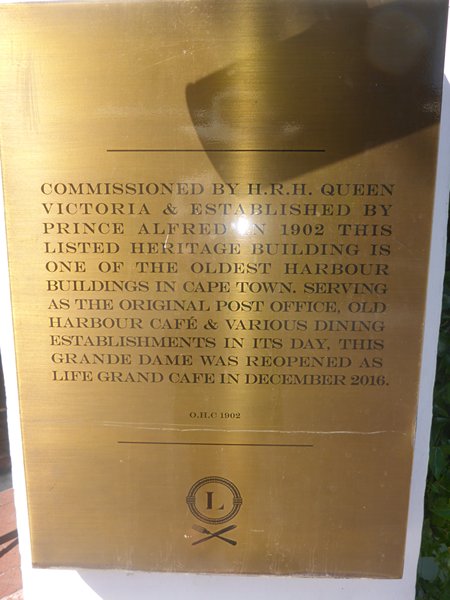 COMMISSIONED BY H.R.H. QUEEN
VICTORIA & ESTABLISHED BY
PRINCE ALFRED IN 1902 THIS
LISTED HERITAGE BUILDING IS
ONE OF THE OLDEST HARBOUR
BUILDINGS IN CAPE TOWN. SERVING
AS THE ORIGINAL POST OFFICE, OLD
HARBOUR CAFÉ & VARIOUS DINING
ESTABLISHMENTS IN ITS DAY, THIS
GRANDE DAME WAS REOPENED AS
LIFE GRAND CAFE IN DECEMBER 2016.
O.H.C 1902
L